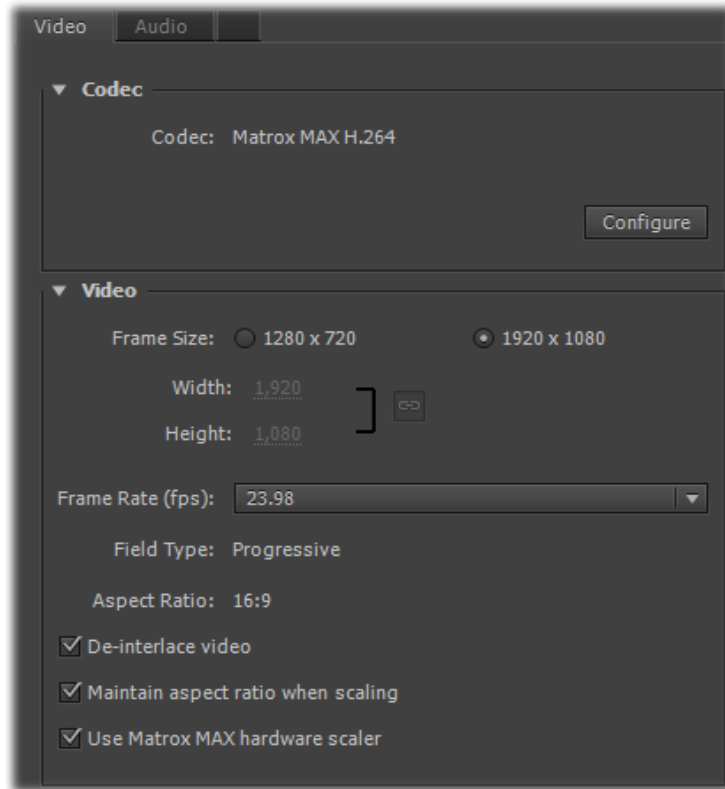 Video Audio
Codec
Codec: Matrox MAX H.264
Configure
Video
Frame Size: 1280 x 720 1920 x 1080
Width: 1,920
Height: 1,080
Frame Rate (fps): 23.98
Field Type: Progressive
Aspect Ratio: 16:9
De-interlace video
Maintain aspect ratio when scaling
Use Matrox MAX hardware scaler